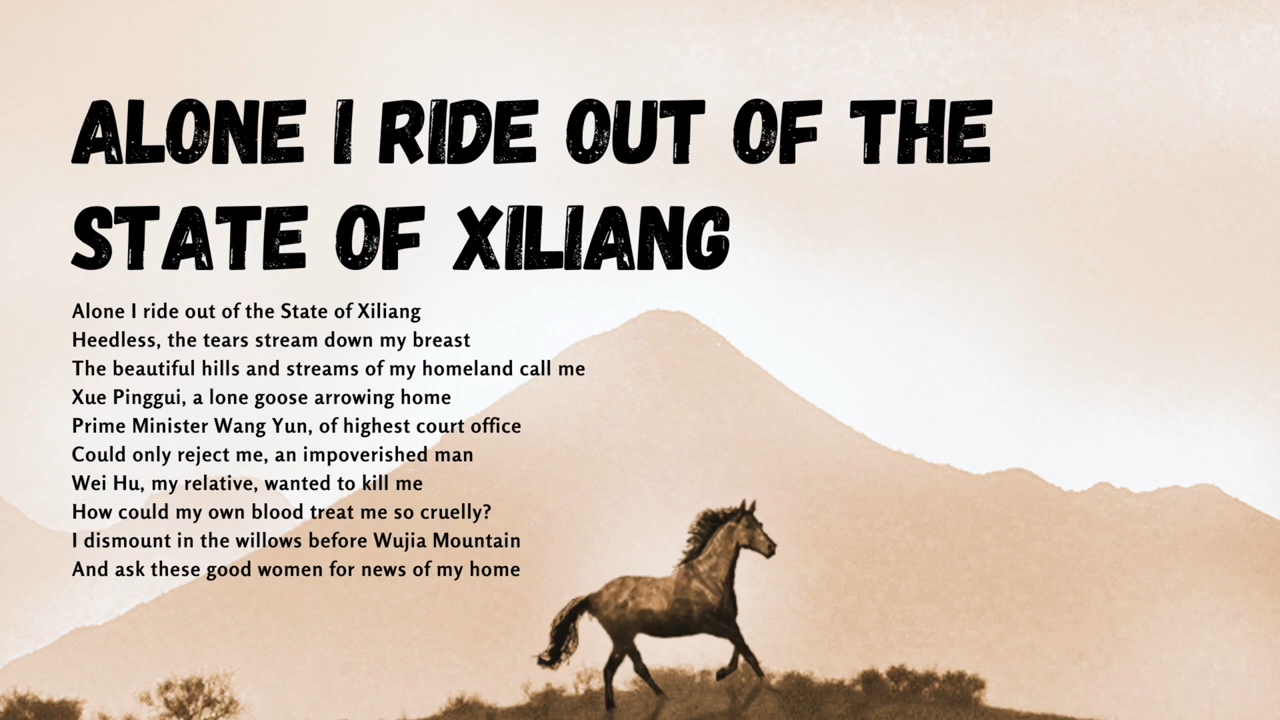 ALONE I RIDE OUT OF THE
STATE OF XILIANG
Alone I ride out of the State of Xiliang
Heedless, the tears stream down my breast
The beautiful hills and streams of my homeland call me
Xue Pinggui, a lone goose arrowing home
Prime Minister Wang Yun, of highest court office
Could only reject me, an impoverished man
Wei Hu, my relative, wanted to kill me
How could my own blood treat me so cruelly?
I dismount in the willows before Wujia Mountain
And ask these good women for news of my home